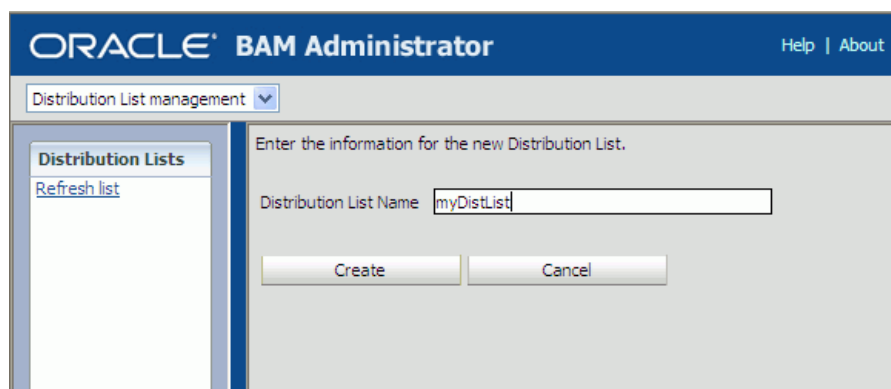 ORACLE BAM Administrator
Help | About
Distribution List management
Distribution Lists
Refresh list
Enter the information for the new Distribution List.
Distribution List Name myDistList
Create Cancel